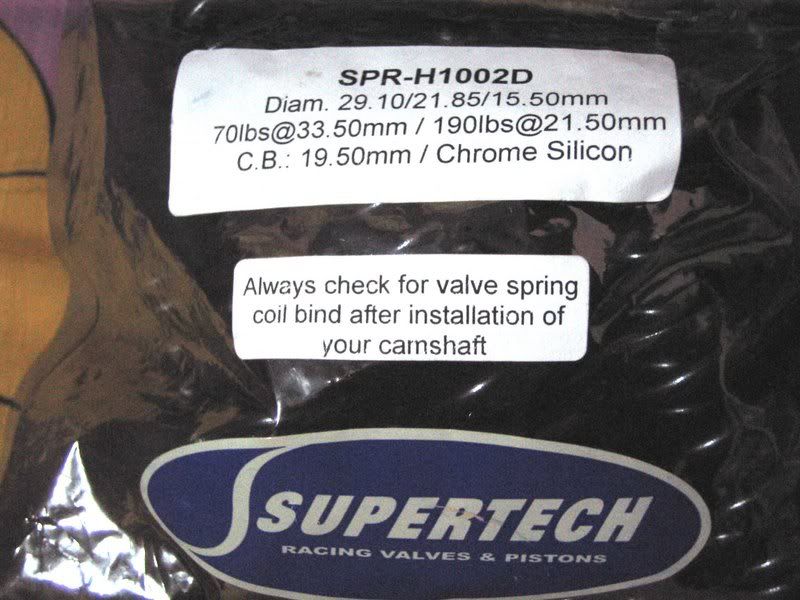 SPR-H1002D
Diam. 29.10/21.85/15.50mm
70lbs@33.50mm / 190lbs@21.50mm
C.B.: 19.50mm / Chrome Silicon
Always check for valve spring
coil bind after installation of
your camshaft
SUPERTECH
RACING VALVES & PISTONS